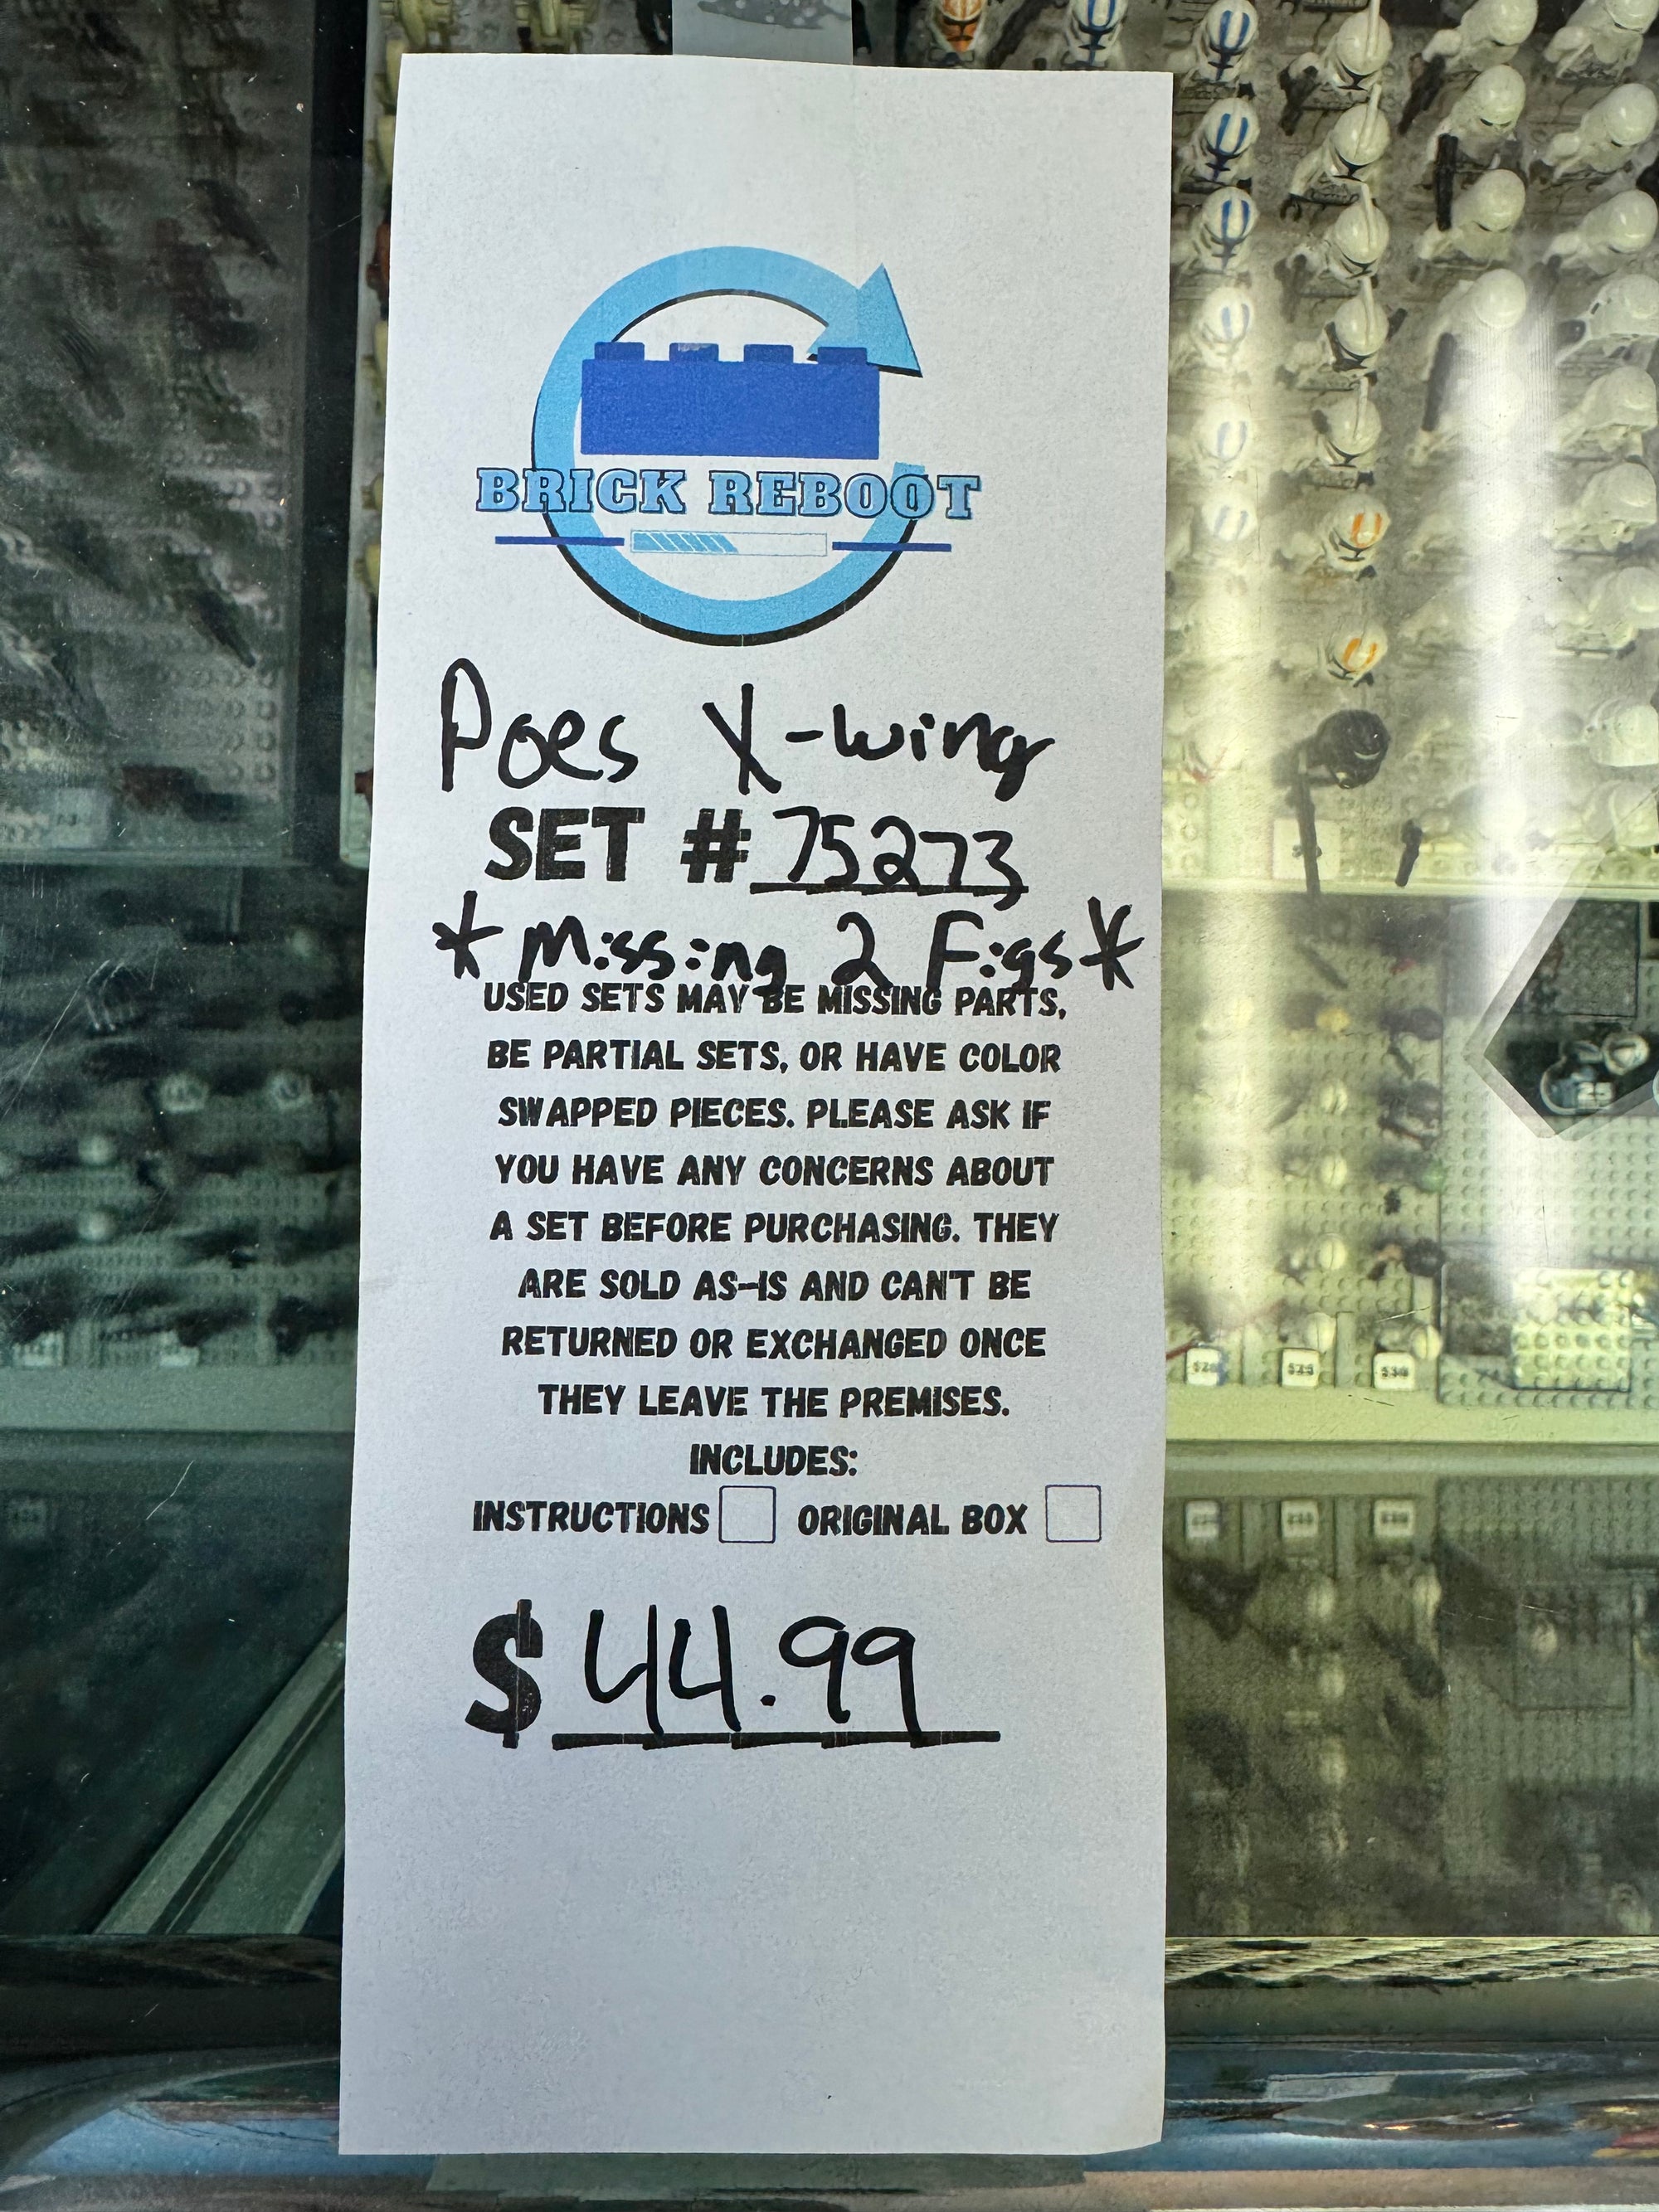 BRICK REBOOT
Poes X-wing
SET # 75273
* Missing 2 Figs *
USED SETS MAY BE MISSING PARTS,
BE PARTIAL SETS, OR HAVE COLOR
SWAPPED PIECES. PLEASE ASK IF
YOU HAVE ANY CONCERNS ABOUT
A SET BEFORE PURCHASING. THEY
ARE SOLD AS-IS AND CAN'T BE
RETURNED OR EXCHANGED ONCE
THEY LEAVE THE PREMISES.
INCLUDES:
INSTRUCTIONS ORIGINAL BOX
$ 44.99